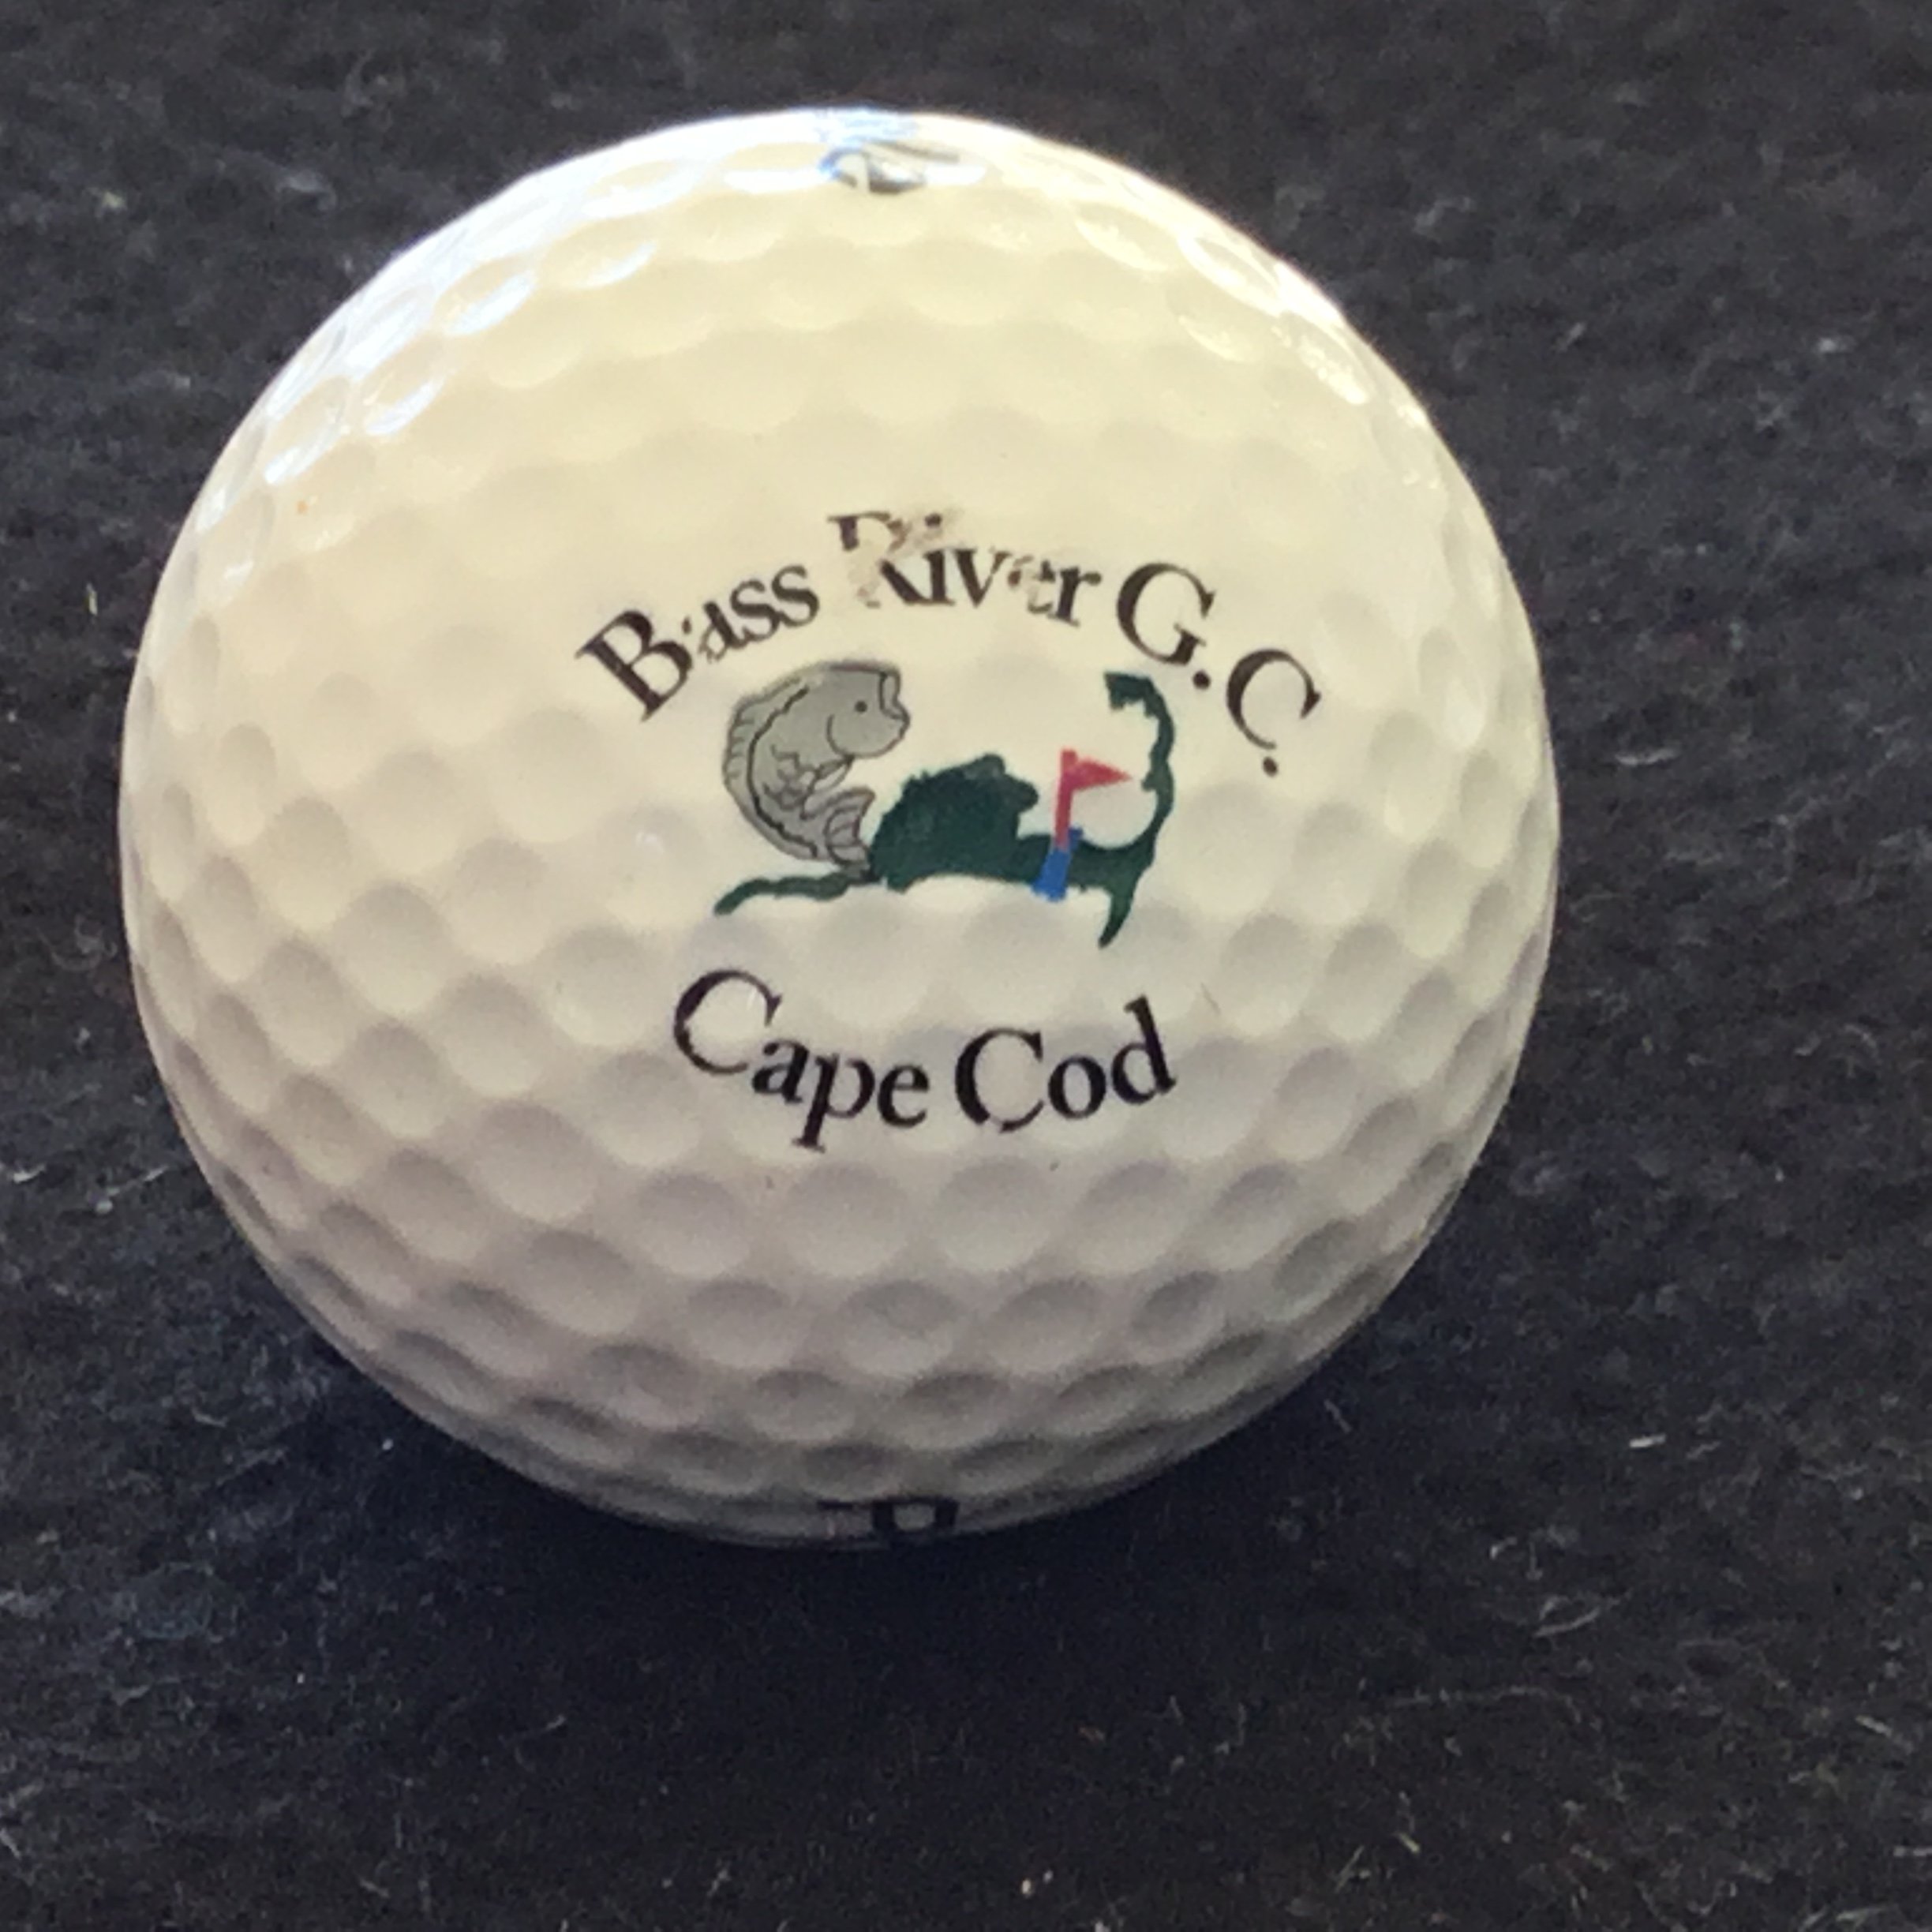 Bass River G.C.
Cape Cod